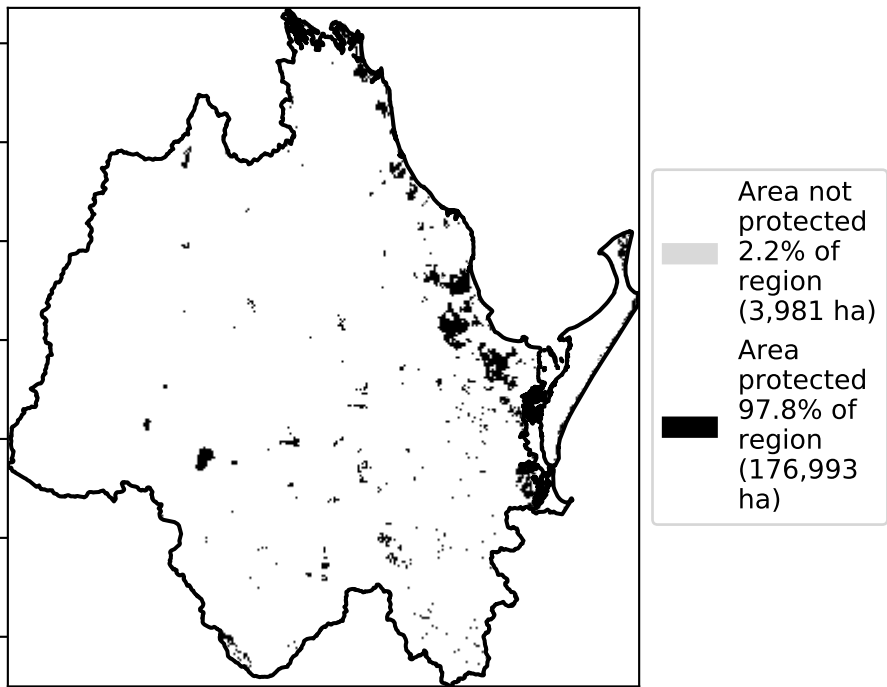 Area not
protected
2.2% of
region
(3,981 ha)
Area
protected
97.8% of
region
(176,993
ha)